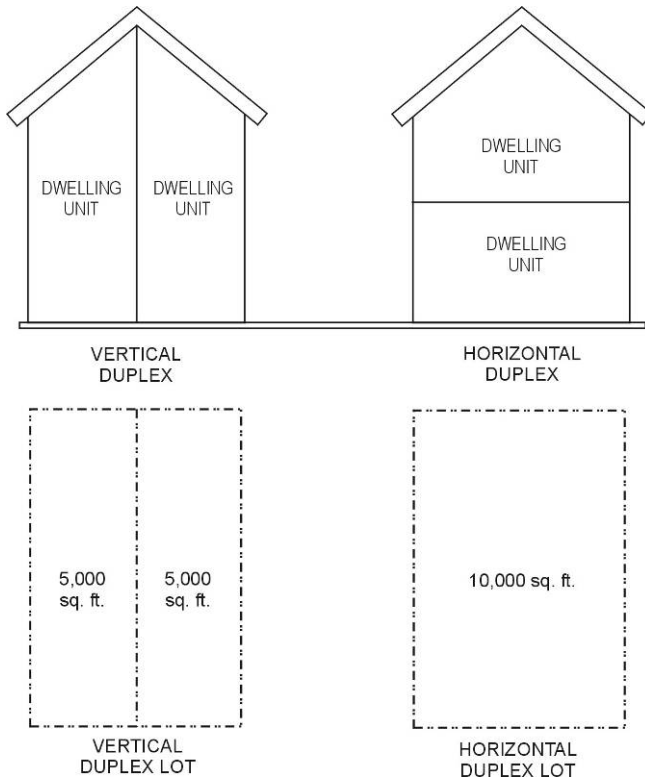 DWELLING
UNIT
DWELLING
UNIT
DWELLING
UNIT
DWELLING
UNIT
VERTICAL
DUPLEX
HORIZONTAL
DUPLEX
5,000
sq. ft.
5,000
sq. ft.
10,000 sq. ft.
VERTICAL
DUPLEX LOT
HORIZONTAL
DUPLEX LOT